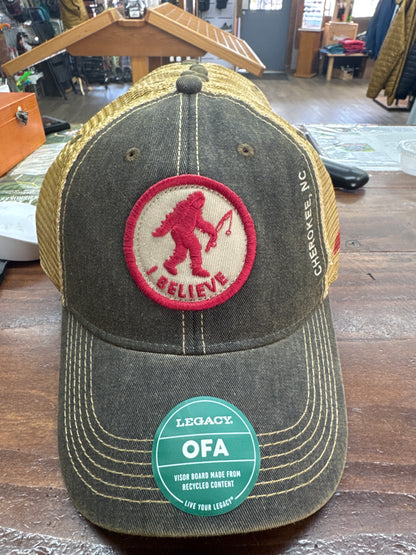 I BELIEVE
CHEROKEE, NC
LEGACY.
OFA
VISOR BOARD MADE FROM
RECYCLED CONTENT
LIVE YOUR LEGACY®